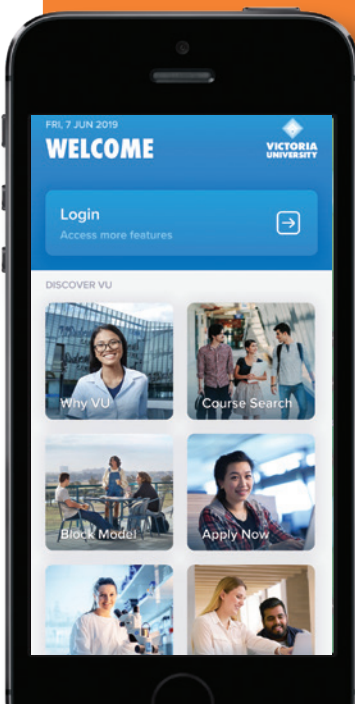 FRI, 7 JUN 2019
WELCOME
VICTORIA
UNIVERSITY
Login
Access more features
DISCOVER VU
Why VU
Course Search
Block Model
Apply Now